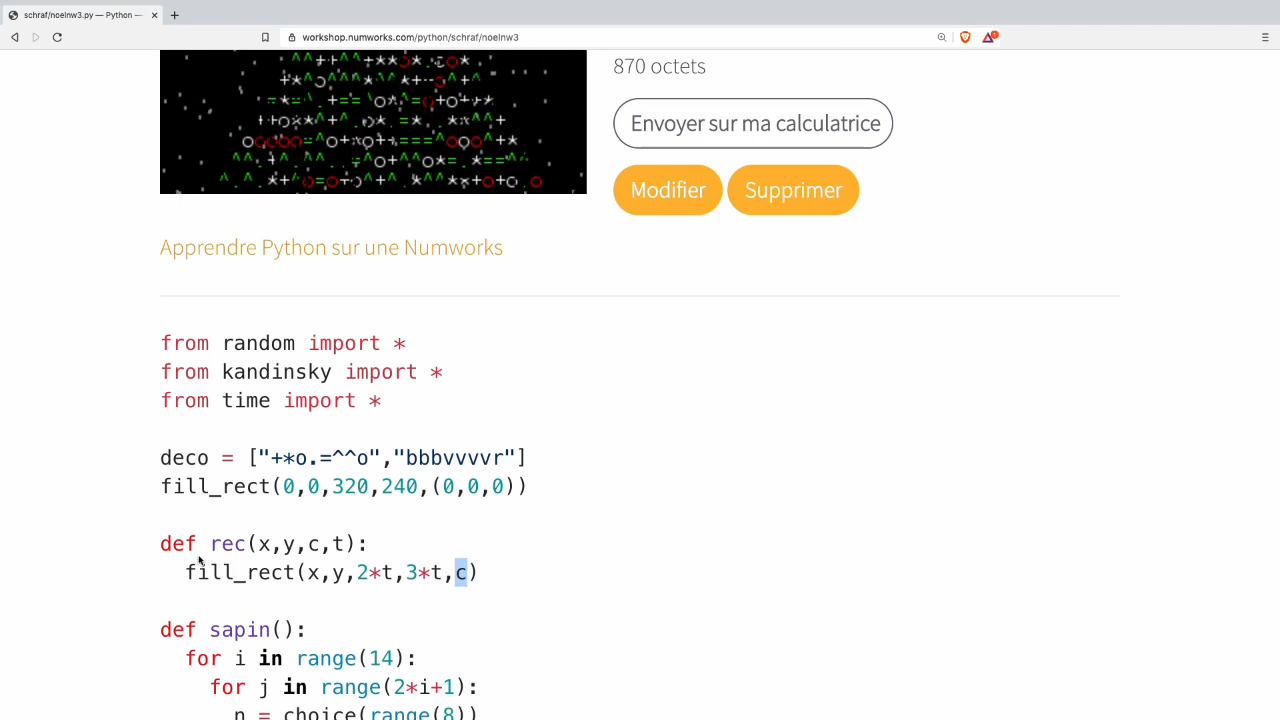 schraf/noelnw3.py — Python —
workshop.numworks.com/python/schraf/noelnw3
870 octets
Envoyer sur ma calculatrice
Modifier Supprimer
Apprendre Python sur une Numworks
from random import *
from kandinsky import *
from time import *
deco = ["+*o.=^^o","bbbvvvvr"]
fill_rect(0,0,320,240,(0,0,0))
def rec(x,y,c,t):
fill_rect(x,y,2*t,3*t,c)
def sapin():
for i in range(14):
for j in range(2*i+1):
n = choice(range(8))